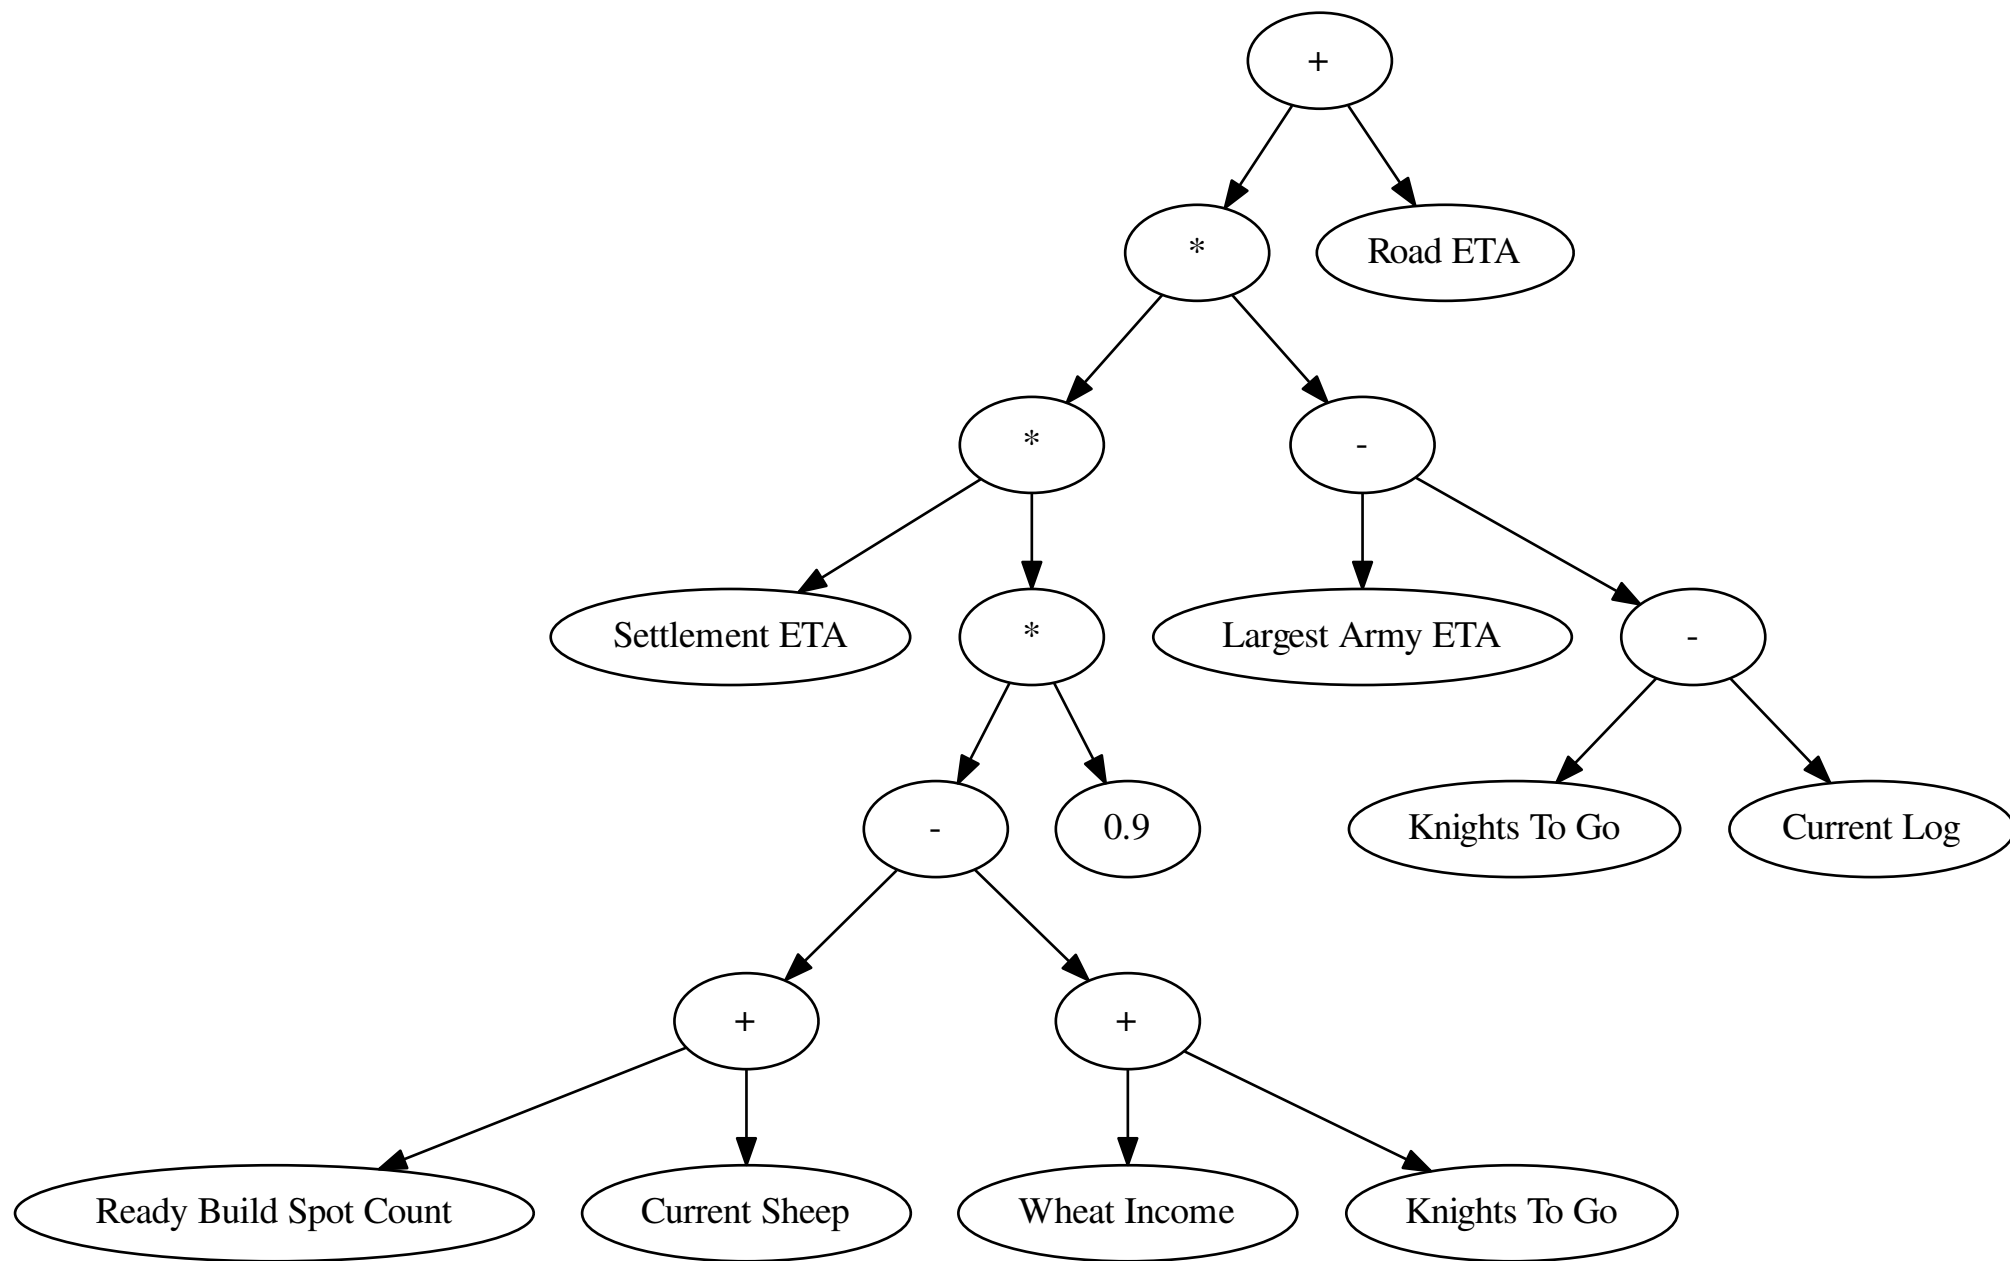 +
*
Road ETA
*
-
Settlement ETA
*
Largest Army ETA
-
-
0.9
Knights To Go
Current Log
+
+
Ready Build Spot Count
Current Sheep
Wheat Income
Knights To Go